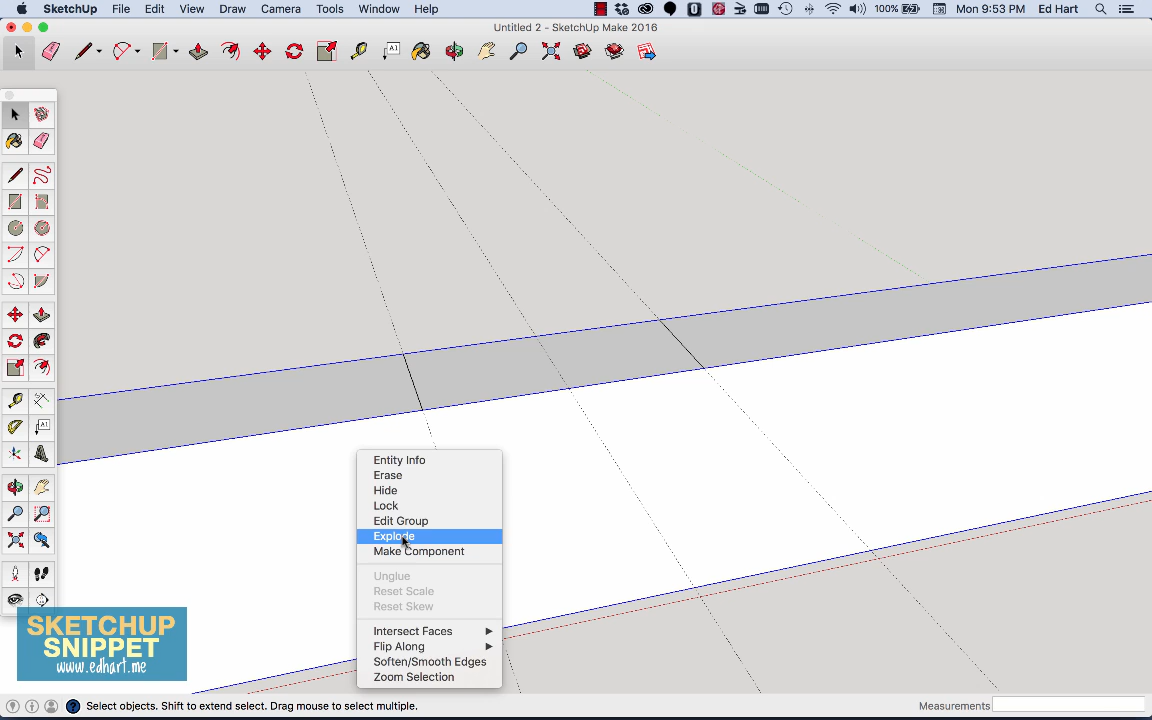 SketchUp File Edit View Draw Camera Tools Window Help 100% Mon 9:53 PM Ed Hart
Untitled 2 - SketchUp Make 2016
A1
A1
Entity Info
Erase
Hide
Lock
Edit Group
Explode
Make Component
Unglue
Reset Scale
Reset Skew
Intersect Faces
Flip Along
Soften/Smooth Edges
Zoom Selection
SKETCHUP
SNIPPET
www.edhart.me
Select objects. Shift to extend select. Drag mouse to select multiple.
Measurements